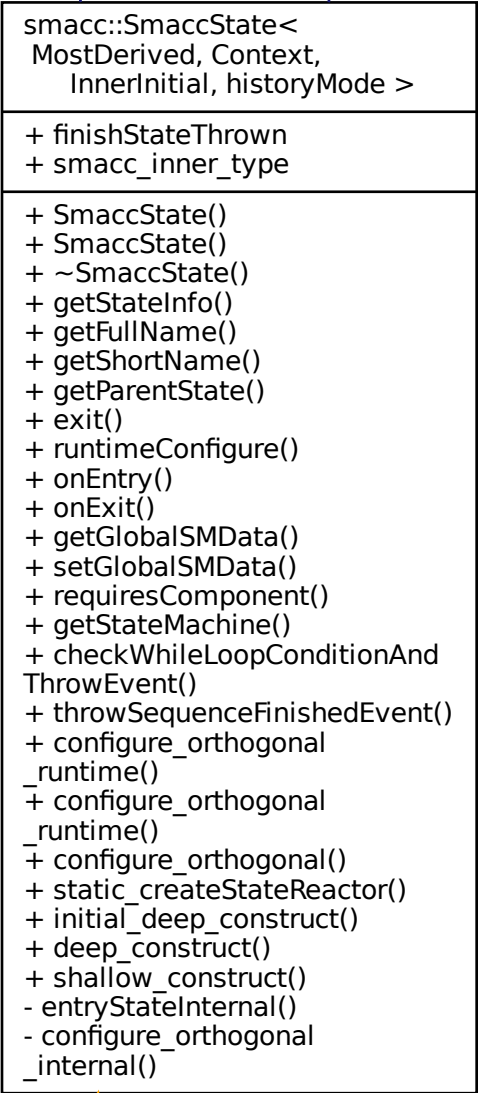 smacc::SmaccState<
MostDerived, Context,
InnerInitial, historyMode >
+ finishStateThrown
+ smacc_inner_type
+ SmaccState()
+ SmaccState()
+ ~SmaccState()
+ getStateInfo()
+ getFullName()
+ getShortName()
+ getParentState()
+ exit()
+ runtimeConfigure()
+ onEntry()
+ onExit()
+ getGlobalSMData()
+ setGlobalSMData()
+ requiresComponent()
+ getStateMachine()
+ checkWhileLoopConditionAnd
ThrowEvent()
+ throwSequenceFinishedEvent()
+ configure_orthogonal
_runtime()
+ configure_orthogonal
_runtime()
+ configure_orthogonal()
+ static_createStateReactor()
+ initial_deep_construct()
+ deep_construct()
+ shallow_construct()
- entryStateInternal()
- configure_orthogonal
_internal()